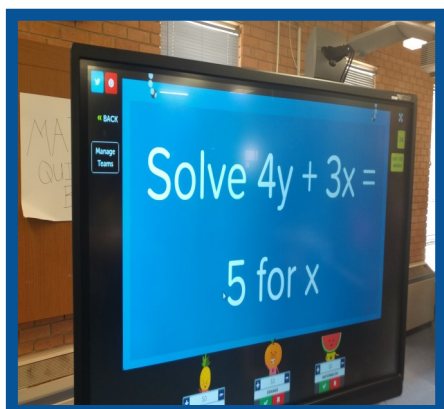 « BACK
Manage
Teams
Solve 4y + 3x =
5 for x